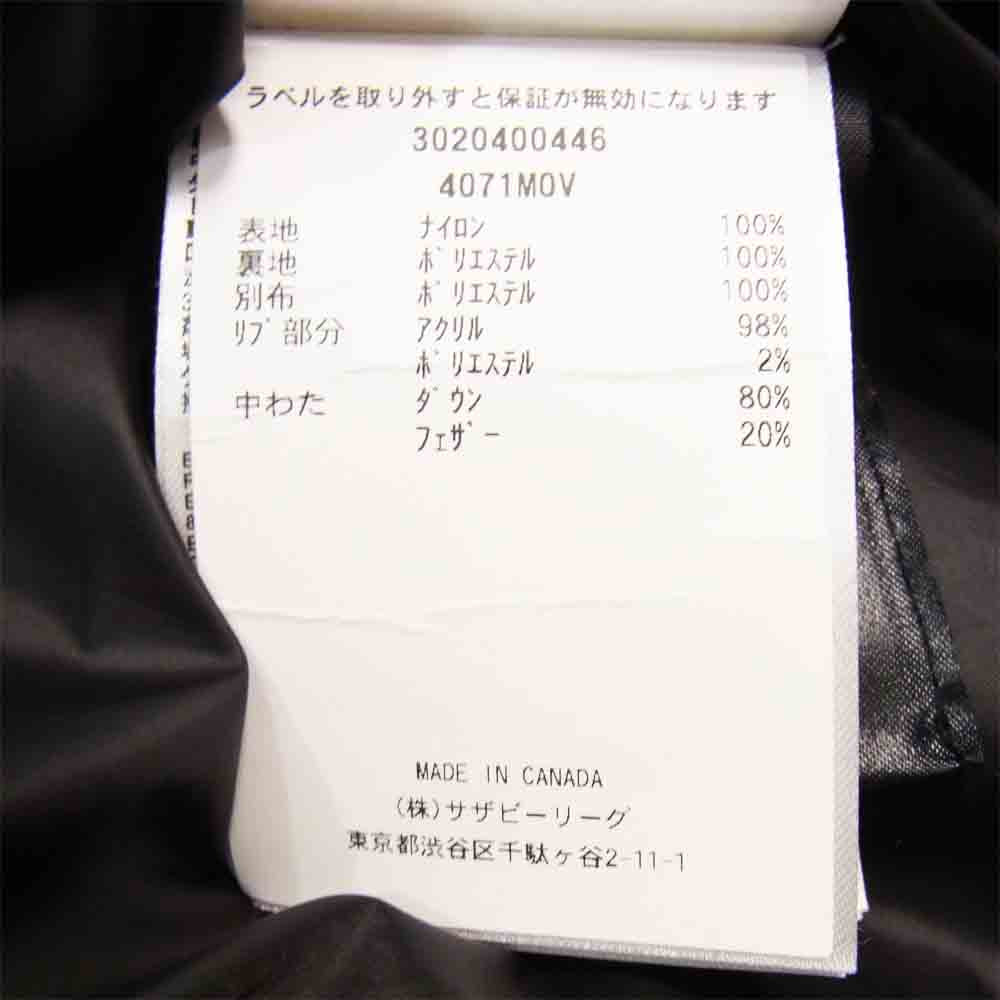 ラベルを取り外すと保証が無効になります
3020400446
4071MOV
表地 ナイロン 100%
裏地 ポリエステル 100%
別布 ポリエステル 100%
リブ部分 アクリル 98%
ポリエステル 2%
中わた ダウン 80%
フェザー 20%
MADE IN CANADA
(株)サザビーリーグ
東京都渋谷区千駄ヶ谷2-11-1